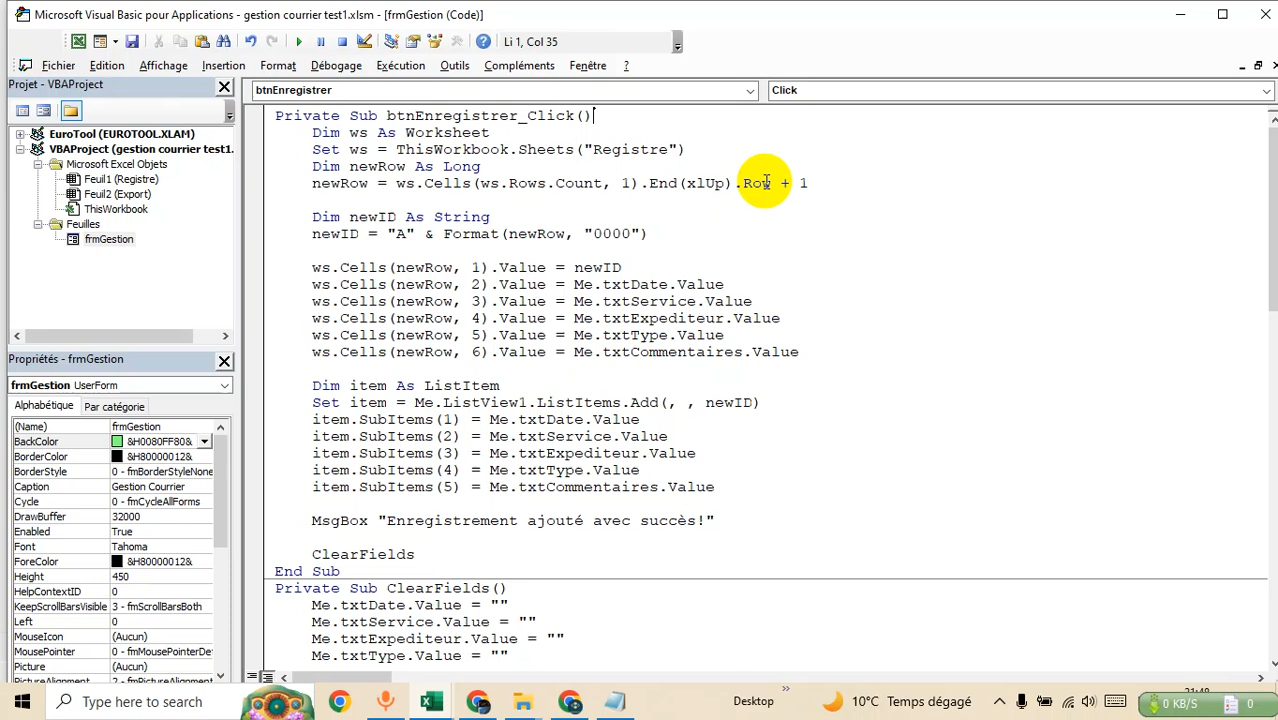 Microsoft Visual Basic pour Applications - gestion courrier test1.xlsm - [frmGestion (Code)]
Li 1, Col 35
Fichier Edition Affichage Insertion Format Débogage Exécution Outils Compléments Fenêtre ?
Projet - VBAProject
EuroTool (EUROTOOL.XLAM)
VBAProject (gestion courrier test1.
Microsoft Excel Objets
Feuil1 (Registre)
Feuil2 (Export)
ThisWorkbook
Feuilles
frmGestion
Propriétés - frmGestion
frmGestion UserForm
Alphabétique Par catégorie
(Name) frmGestion
BackColor &H0080FF80&
BorderColor &H80000012&
BorderStyle 0 - fmBorderStyleNone
Caption Gestion Courrier
Cycle 0 - fmCycleAllForms
DrawBuffer 32000
Enabled True
Font Tahoma
ForeColor &H80000012&
Height 450
HelpContextID 0
KeepScrollBarsVisible 3 - fmScrollBarsBoth
Left 0
MouseIcon (Aucun)
MousePointer 0 - fmMousePointerDef
Picture (Aucun)
PictureAlignment 2 - fmPictureAlignment
btnEnregistrer Click
Private Sub btnEnregistrer_Click()
Dim ws As Worksheet
Set ws = ThisWorkbook.Sheets("Registre")
Dim newRow As Long
newRow = ws.Cells(ws.Rows.Count, 1).End(xlUp).Row + 1
Dim newID As String
newID = "A" & Format(newRow, "0000")
ws.Cells(newRow, 1).Value = newID
ws.Cells(newRow, 2).Value = Me.txtDate.Value
ws.Cells(newRow, 3).Value = Me.txtService.Value
ws.Cells(newRow, 4).Value = Me.txtExpediteur.Value
ws.Cells(newRow, 5).Value = Me.txtType.Value
ws.Cells(newRow, 6).Value = Me.txtCommentaires.Value
Dim item As ListItem
Set item = Me.ListView1.ListItems.Add(, , newID)
item.SubItems(1) = Me.txtDate.Value
item.SubItems(2) = Me.txtService.Value
item.SubItems(3) = Me.txtExpediteur.Value
item.SubItems(4) = Me.txtType.Value
item.SubItems(5) = Me.txtCommentaires.Value
MsgBox "Enregistrement ajouté avec succès!"
ClearFields
End Sub
Private Sub ClearFields()
Me.txtDate.Value = ""
Me.txtService.Value = ""
Me.txtExpediteur.Value = ""
Me.txtType.Value = ""
Type here to search
Desktop
10°C Temps dégagé
0 KB/S 0